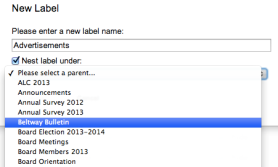 New Label
Please enter a new label name:
Advertisements
Nest label under:
Please select a parent...
ALC 2013
Announcements
Annual Survey 2012
Annual Survey 2013
Beltway Bulletin
Board Election 2013-2014
Board Meetings
Board Members 2013
Board Orientation